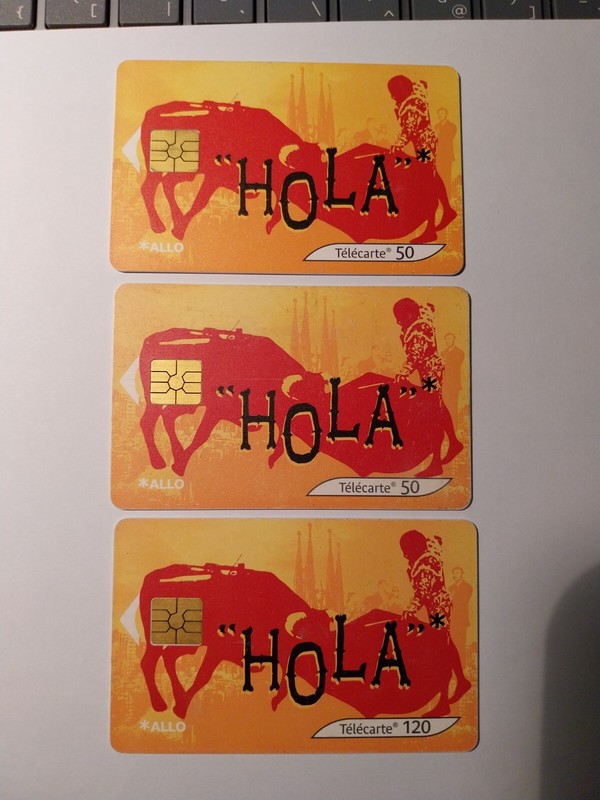 { [ ] \ ^ @
“HOLA”*
*ALLO
Télécarte® 50
“HOLA”*
*ALLO
Télécarte® 50
“HOLA”*
*ALLO
Télécarte® 120